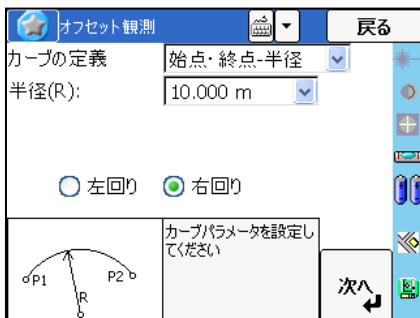 オフセット観測
戻る
カーブの定義
始点・終点-半径
半径(R):
10.000 m
左回り
右回り
カーブパラメータを設定し
てください
P1
P2
R
次へ